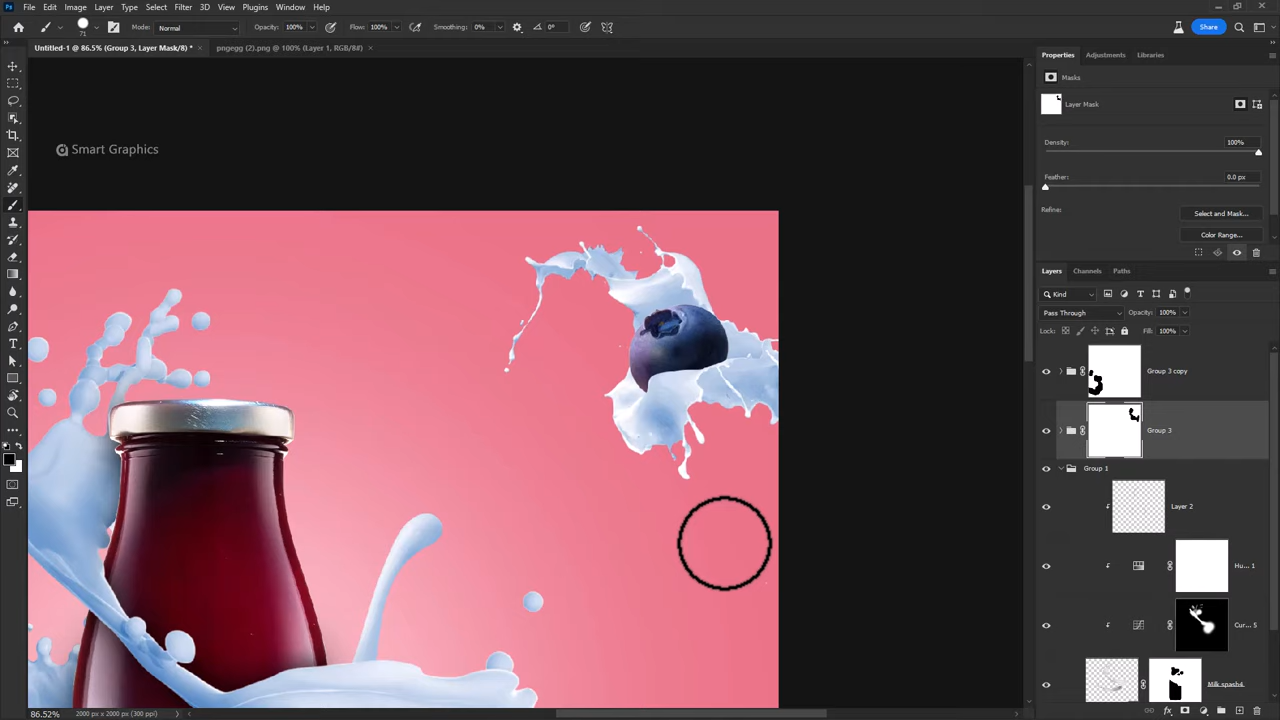 Ps File Edit Image Layer Type Select Filter 3D View Plugins Window Help
71 Mode: Normal Opacity: 100% Flow: 100% Smoothing: 0% 0° Share
Untitled-1 @ 86.5% (Group 3, Layer Mask/8) * × pngegg (2).png @ 100% (Layer 1, RGB/8#) ×
Properties Adjustments Libraries
Masks
Layer Mask
Density: 100%
Feather: 0.0 px
Refine: Select and Mask...
Color Range...
Smart Graphics
Layers Channels Paths
Kind
Pass Through Opacity: 100%
Lock: Fill: 100%
Group 3 copy
Group 3
Group 1
Layer 2
Hu... 1
Cur... 5
Milk spash4
86.52% 2000 px x 2000 px (300 ppi)